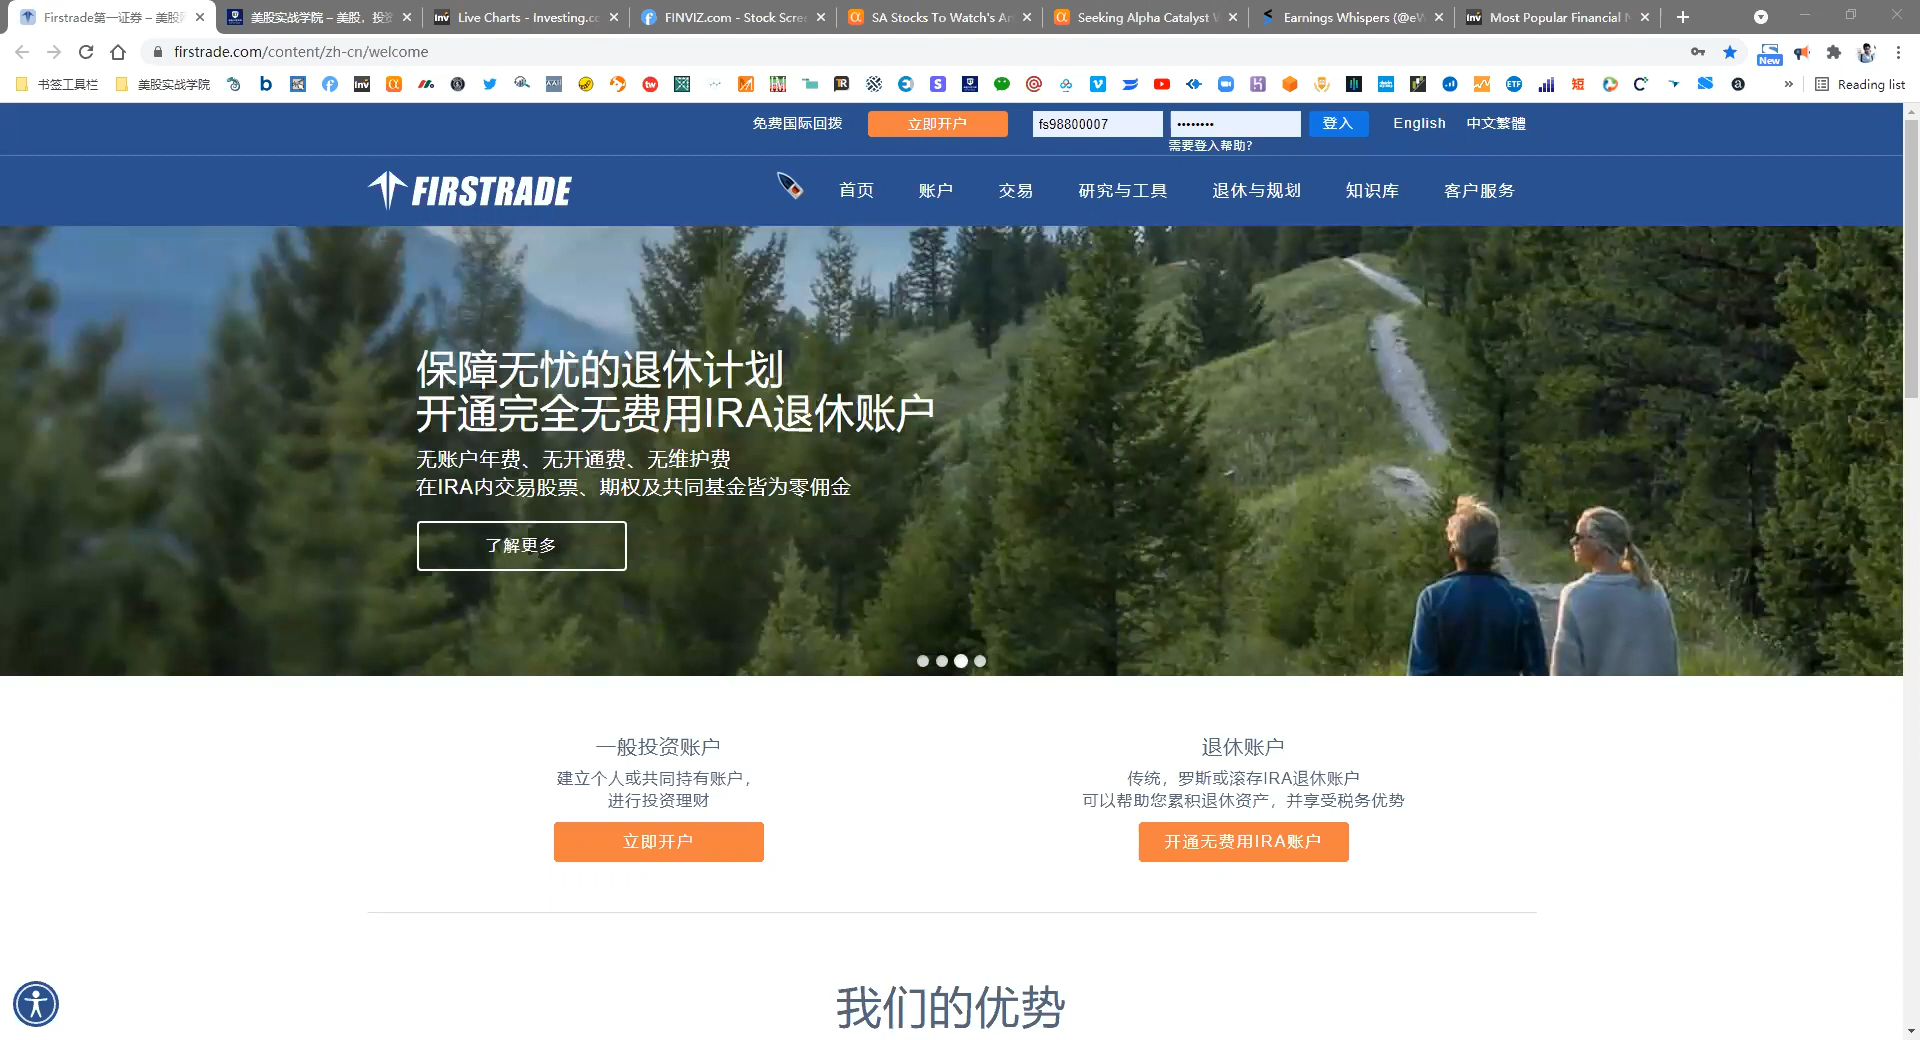 Firstrade第一证券 – 美股
美股实战学院 – 美股，投资
Live Charts - Investing.co
FINVIZ.com - Stock Scree
SA Stocks To Watch's A
Seeking Alpha Catalyst
Earnings Whispers (@eW
Most Popular Financial
firstrade.com/content/zh-cn/welcome
New
书签工具栏
美股实战学院
Reading list
免费国际回拨
立即开户
fs98800007
••••••••
登入
English
中文繁體
需要登入帮助?
FIRSTRADE
首页
账户
交易
研究与工具
退休与规划
知识库
客户服务
保障无忧的退休计划
开通完全无费用IRA退休账户
无账户年费、无开通费、无维护费
在IRA内交易股票、期权及共同基金皆为零佣金
了解更多
一般投资账户
建立个人或共同持有账户，
进行投资理财
立即开户
退休账户
传统，罗斯或滚存IRA退休账户
可以帮助您累积退休资产，并享受税务优势
开通无费用IRA账户
我们的优势